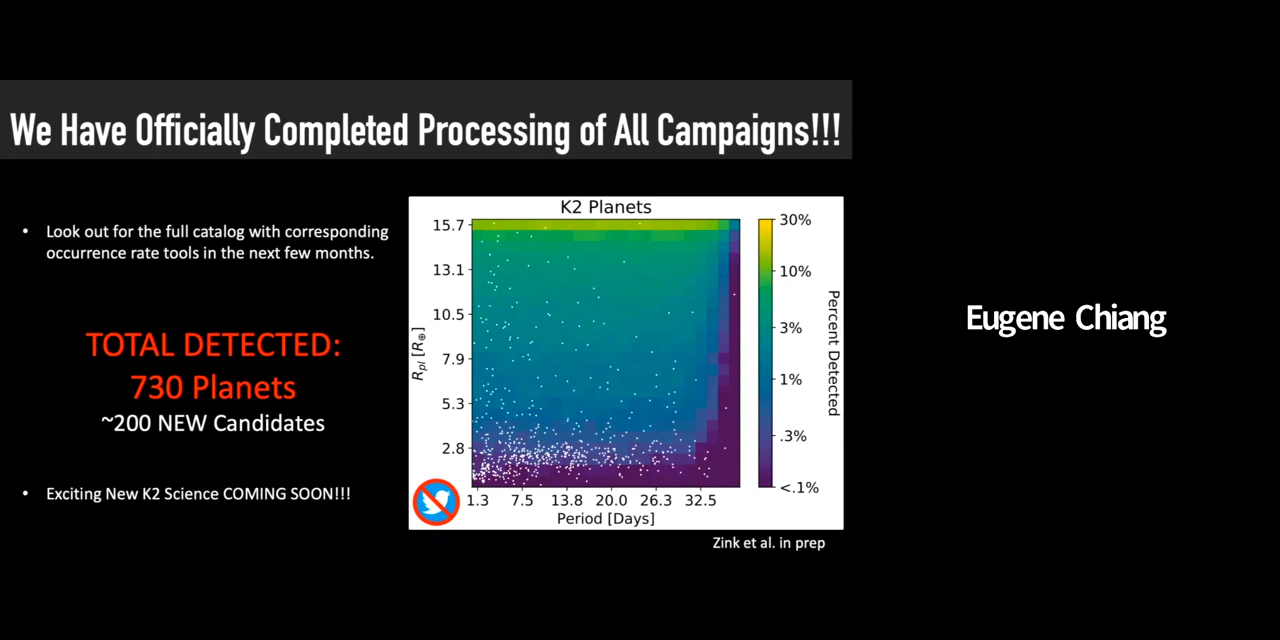 We Have Officially Completed Processing of All Campaigns!!!
• Look out for the full catalog with corresponding
occurrence rate tools in the next few months.
TOTAL DETECTED:
730 Planets
~200 NEW Candidates
• Exciting New K2 Science COMING SOON!!!
K2 Planets
15.7
13.1
10.5
7.9
5.3
2.8
R_pl [R_⊕]
1.3 7.5 13.8 20.0 26.3 32.5
Period [Days]
30%
10%
3%
1%
.3%
<.1%
Percent Detected
Zink et al. in prep
Eugene Chiang